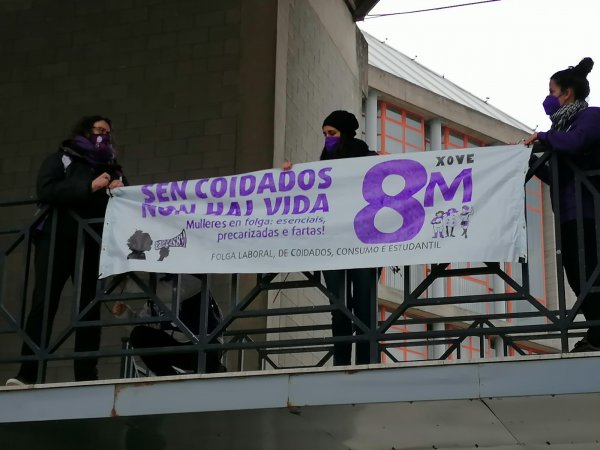 SEN COIDADOS
NON HAI VIDA
Mulleres en folga: esenciais,
precarizadas e fartas!
8M
XOVE
FOLGA LABORAL, DE COIDADOS, CONSUMO E ESTUDANTIL